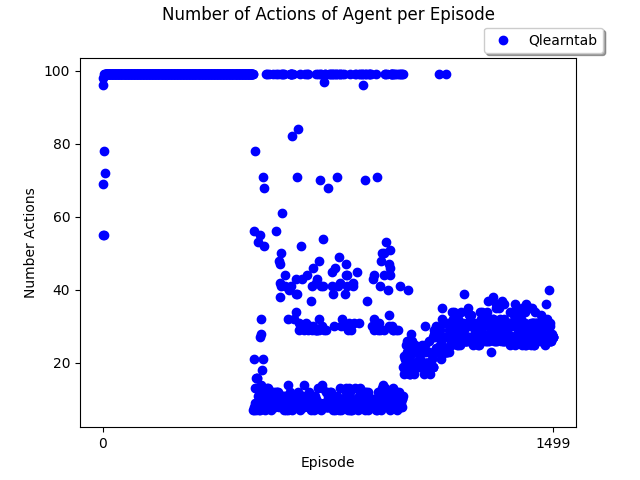 Number of Actions of Agent per Episode
Qlearntab
100
80
60
40
20
Number Actions
0 1499
Episode